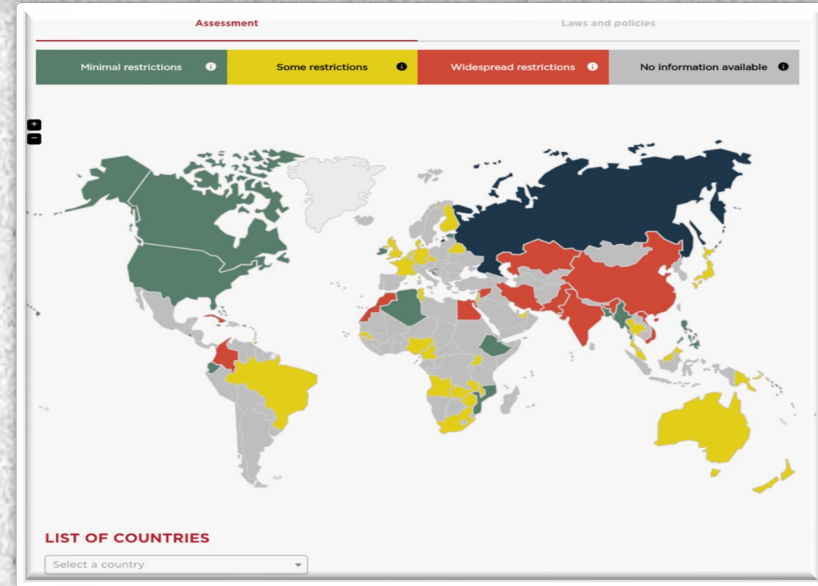 Assessment
Laws and policies
Minimal restrictions i
Some restrictions i
Widespread restrictions i
No information available i
+
−
LIST OF COUNTRIES
Select a country